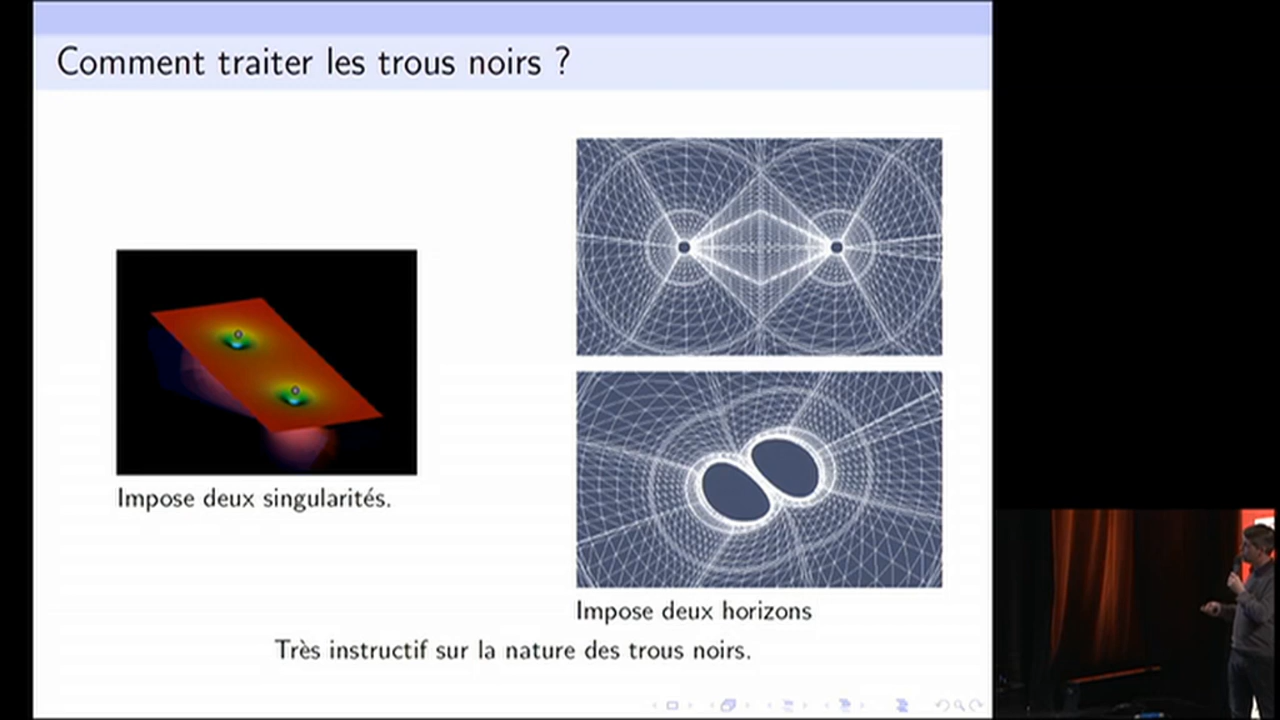 Comment traiter les trous noirs ?
Impose deux singularités.
Impose deux horizons
Très instructif sur la nature des trous noirs.